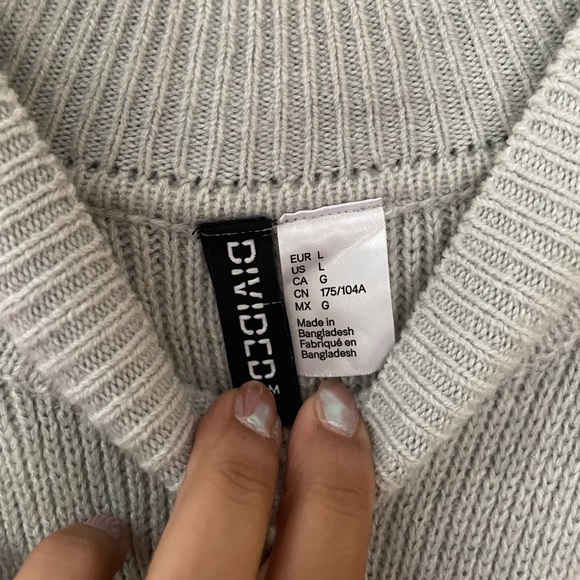 DIVIDED
EUR L
US L
CA G
CN 175/104A
MX G
Made in
Bangladesh
Fabriqué en
Bangladesh